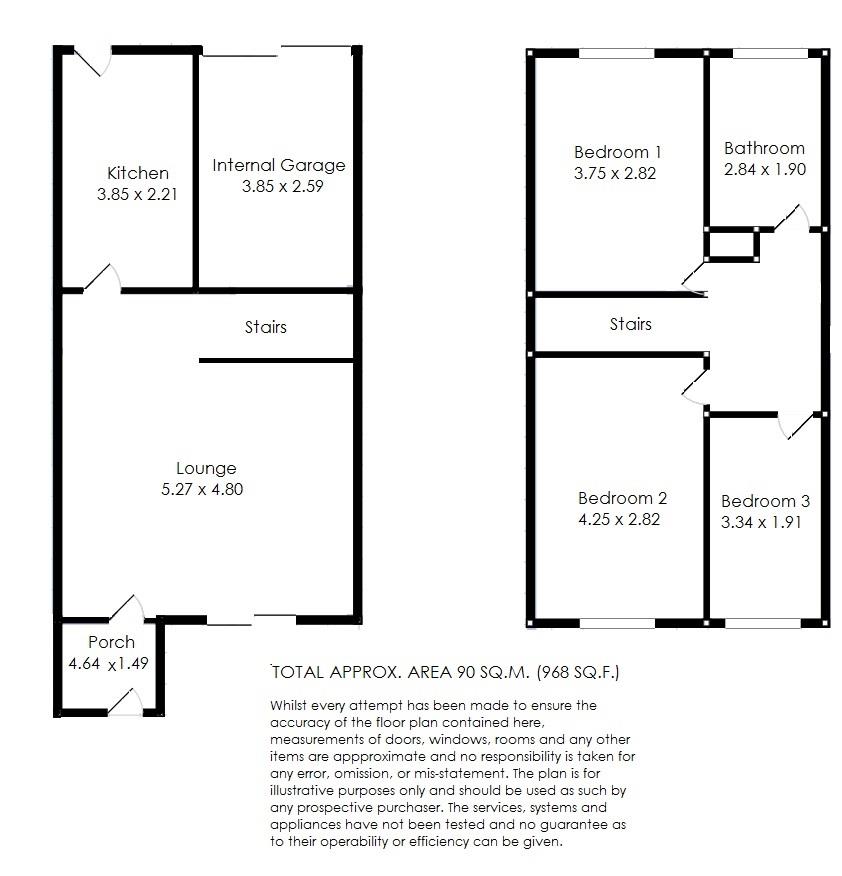 Kitchen
3.85 x 2.21
Internal Garage
3.85 x 2.59
Stairs
Lounge
5.27 x 4.80
Porch
4.64 x1.49
Bedroom 1
3.75 x 2.82
Bathroom
2.84 x 1.90
Stairs
Bedroom 2
4.25 x 2.82
Bedroom 3
3.34 x 1.91
TOTAL APPROX. AREA 90 SQ.M. (968 SQ.F.)
Whilst every attempt has been made to ensure the
accuracy of the floor plan contained here,
measurements of doors, windows, rooms and any other
items are appproximate and no responsibility is taken for
any error, omission, or mis-statement. The plan is for
illustrative purposes only and should be used as such by
any prospective purchaser. The services, systems and
appliances have not been tested and no guarantee as
to their operability or efficiency can be given.